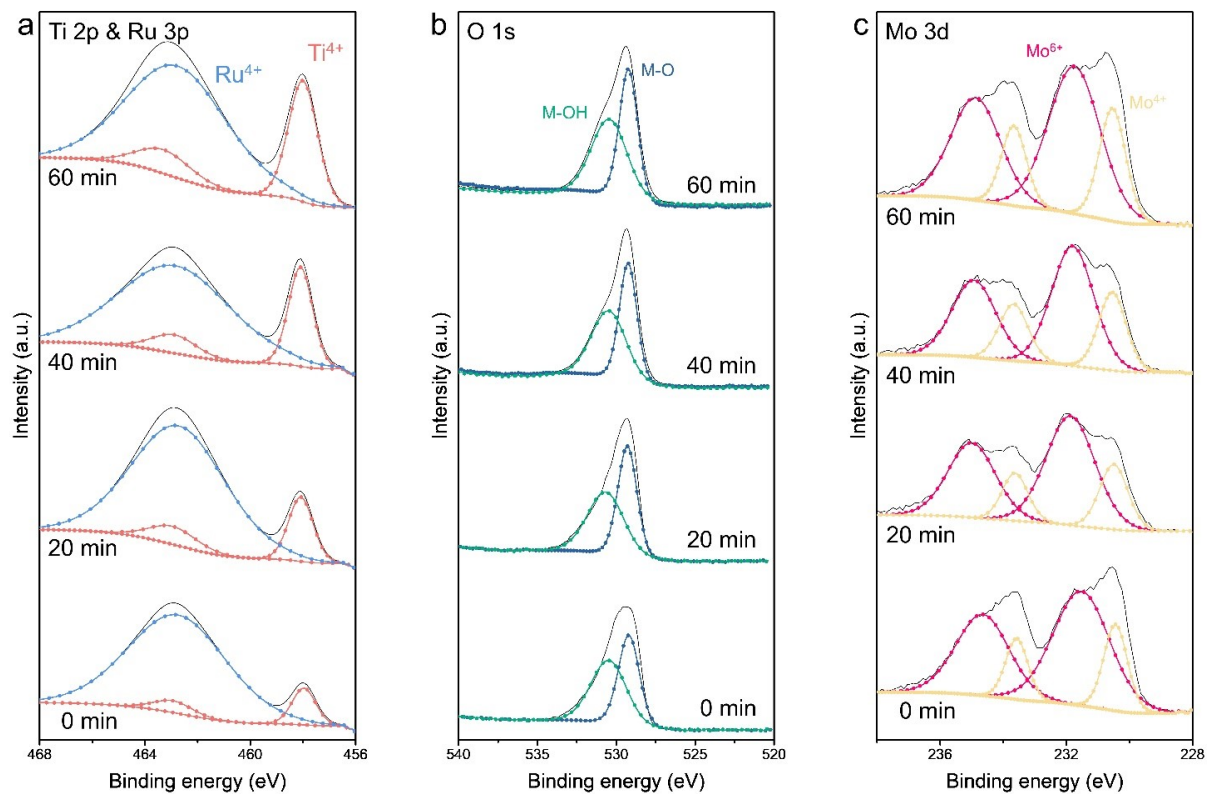 a
Ti 2p & Ru 3p
Ru4+
Ti4+
60 min
40 min
20 min
0 min
Intensity (a.u.)
468
464
460
456
Binding energy (eV)
b
O 1s
M-O
M-OH
60 min
40 min
20 min
0 min
Intensity (a.u.)
540
535
530
525
520
Binding energy (eV)
c
Mo 3d
Mo6+
Mo4+
60 min
40 min
20 min
0 min
Intensity (a.u.)
236
232
228
Binding energy (eV)